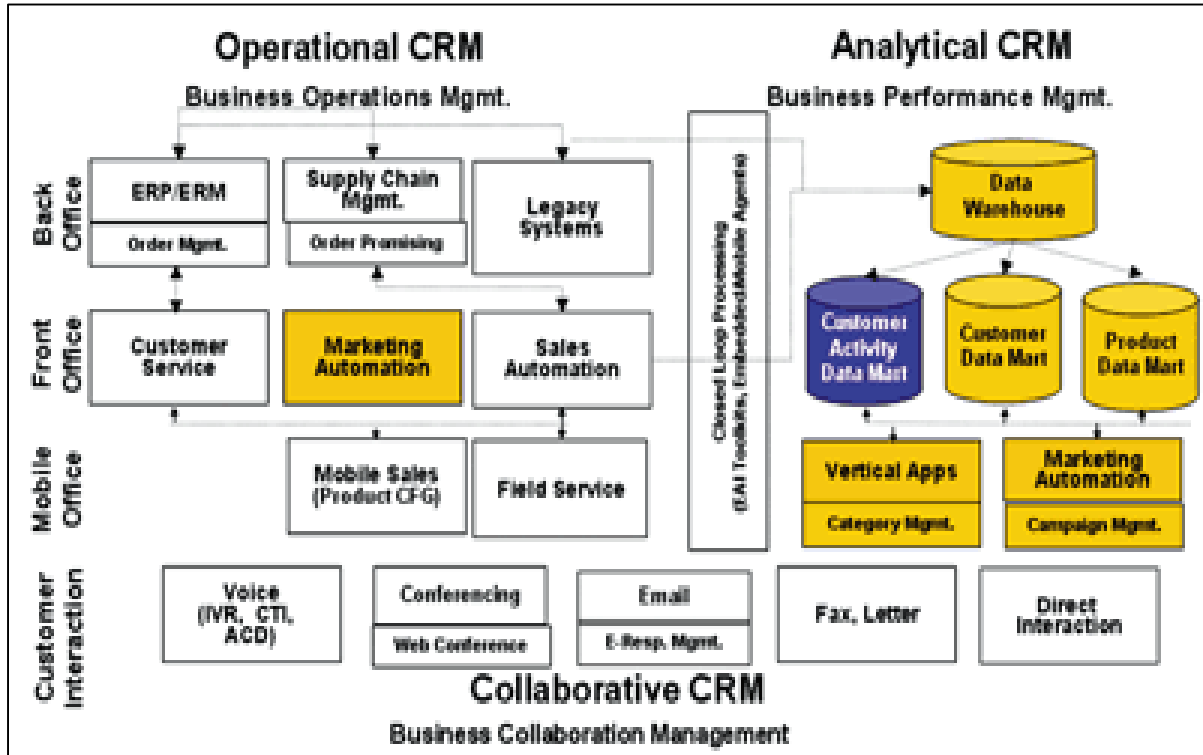 Operational CRM
Analytical CRM
Business Operations Mgmt.
Business Performance Mgmt.
Back
Office
ERP/ERM
Order Mgmt.
Supply Chain
Mgmt.
Order Promising
Legacy
Systems
Closed Loop Processing
(EAI Toolkits, Embedded/Mobile Agents)
Data
Warehouse
Front
Office
Customer
Service
Marketing
Automation
Sales
Automation
Customer
Activity
Data Mart
Customer
Data Mart
Product
Data Mart
Mobile
Office
Mobile Sales
(Product CFG)
Field Service
Vertical Apps
Category Mgmt.
Marketing
Automation
Campaign Mgmt.
Customer
Interaction
Voice
(IVR, CTI,
ACD)
Conferencing
Web Conference
Email
E-Resp. Mgmt.
Fax, Letter
Direct
Interaction
Collaborative CRM
Business Collaboration Management